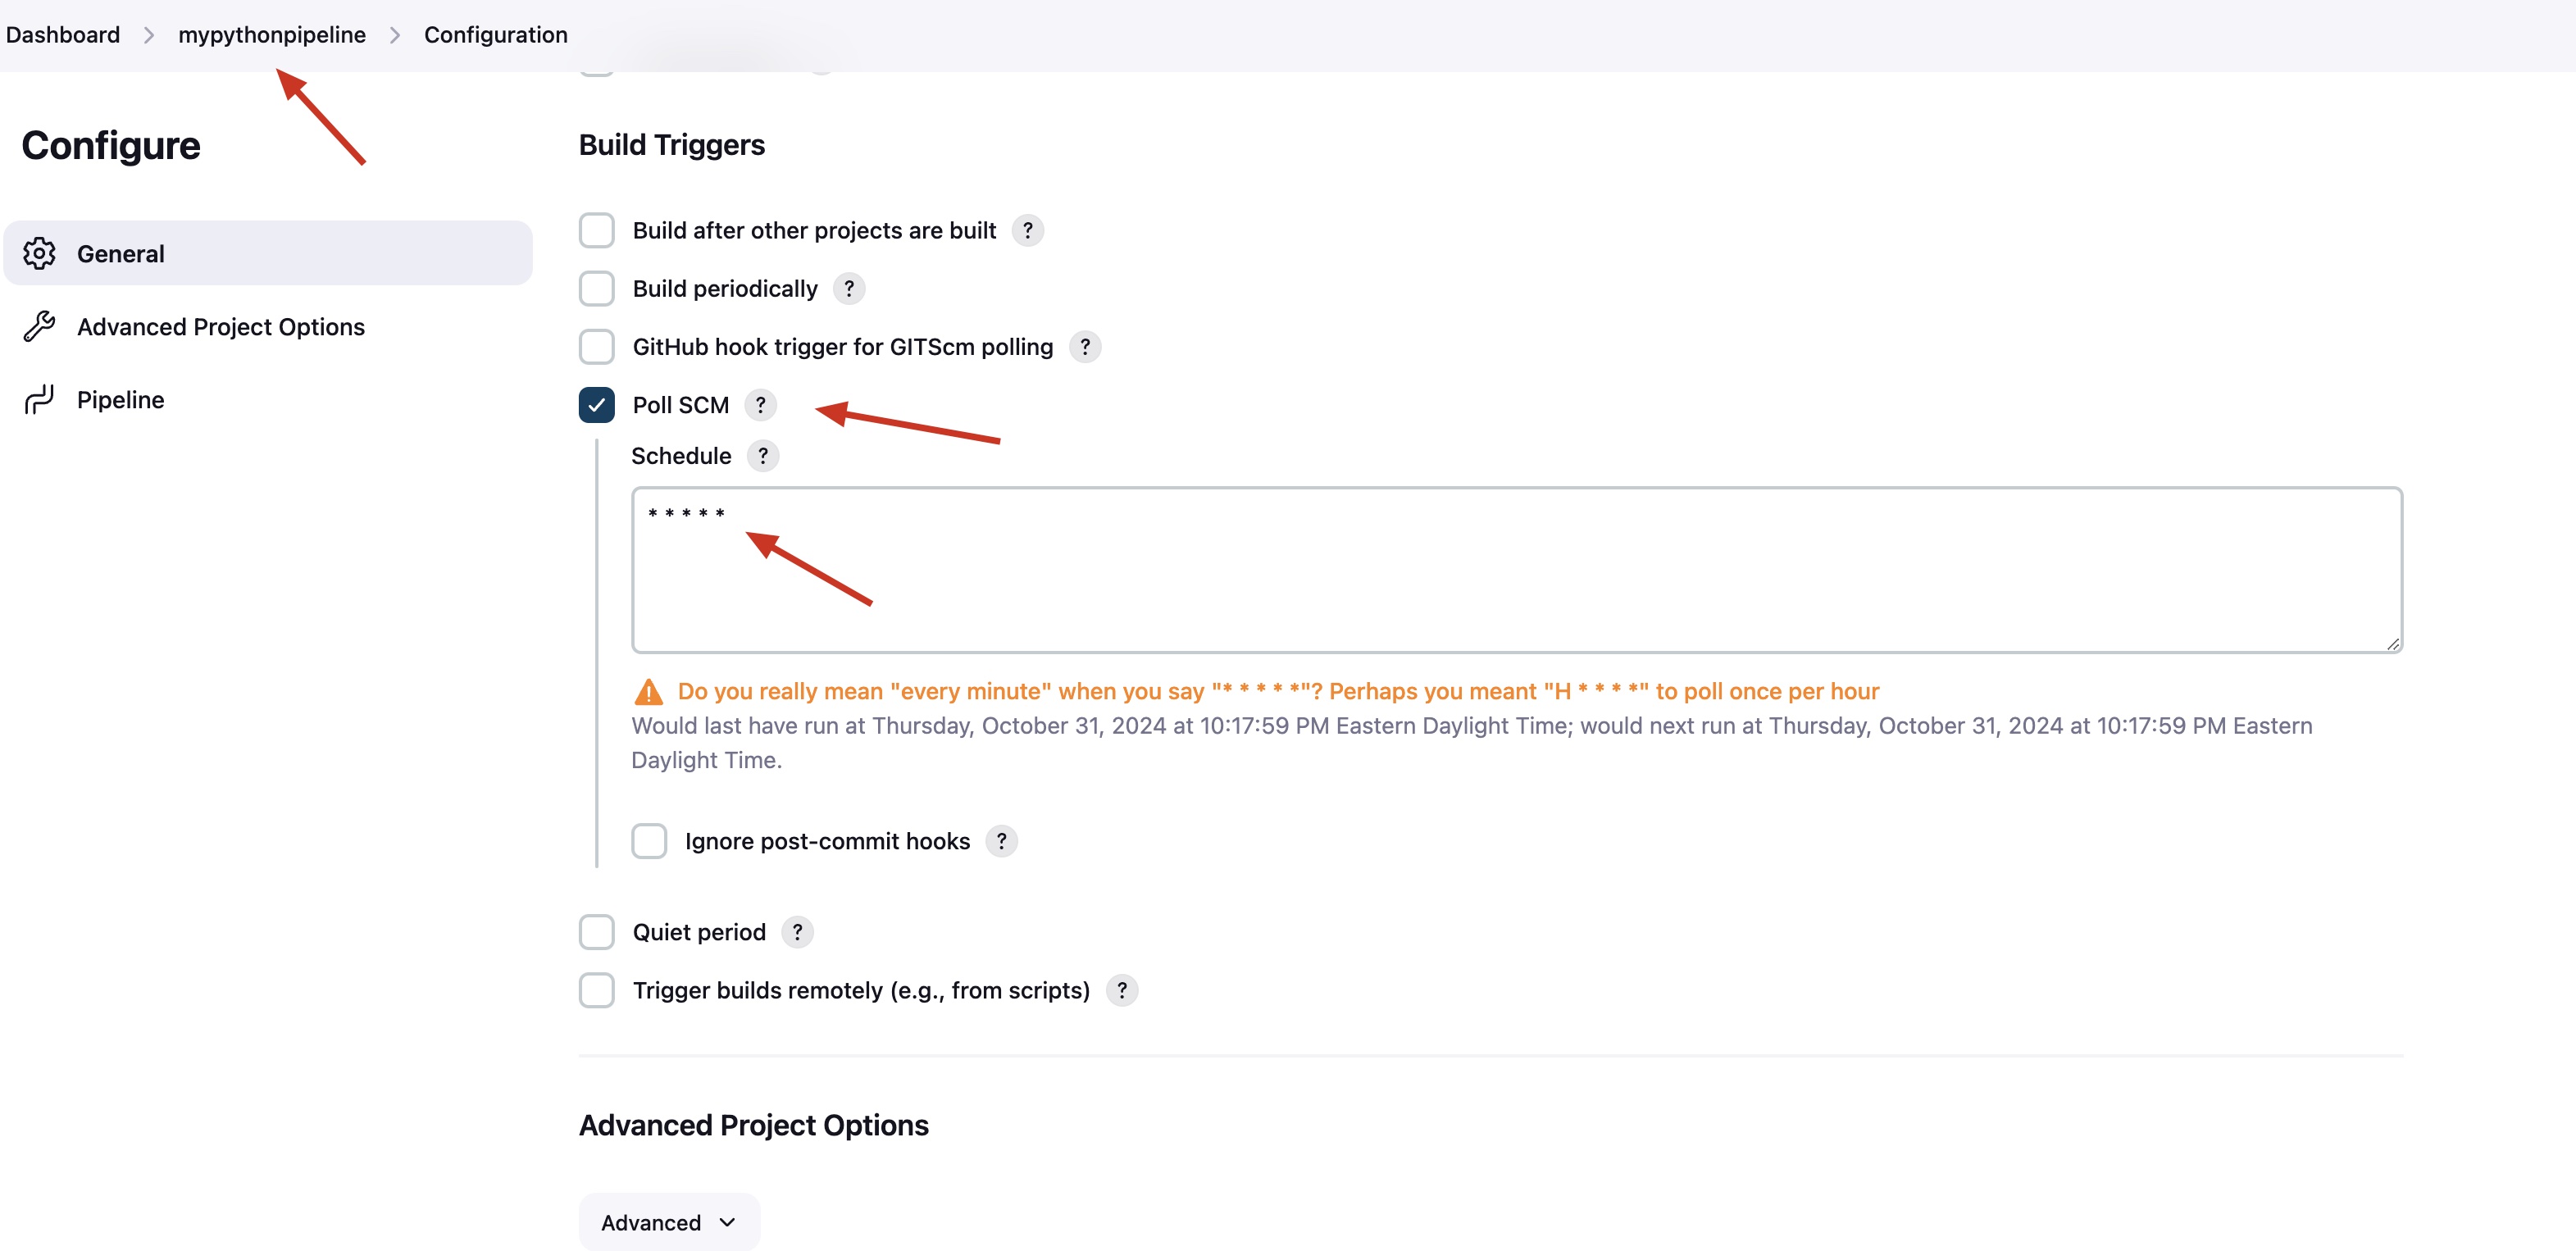 Dashboard > mypythonpipeline > Configuration
Configure
General
Advanced Project Options
Pipeline
Build Triggers
Build after other projects are built ?
Build periodically ?
GitHub hook trigger for GITScm polling ?
Poll SCM ?
Schedule ?
* * * * *
Do you really mean "every minute" when you say "* * * * *"? Perhaps you meant "H * * * *" to poll once per hour
Would last have run at Thursday, October 31, 2024 at 10:17:59 PM Eastern Daylight Time; would next run at Thursday, October 31, 2024 at 10:17:59 PM Eastern
Daylight Time.
Ignore post-commit hooks ?
Quiet period ?
Trigger builds remotely (e.g., from scripts) ?
Advanced Project Options
Advanced